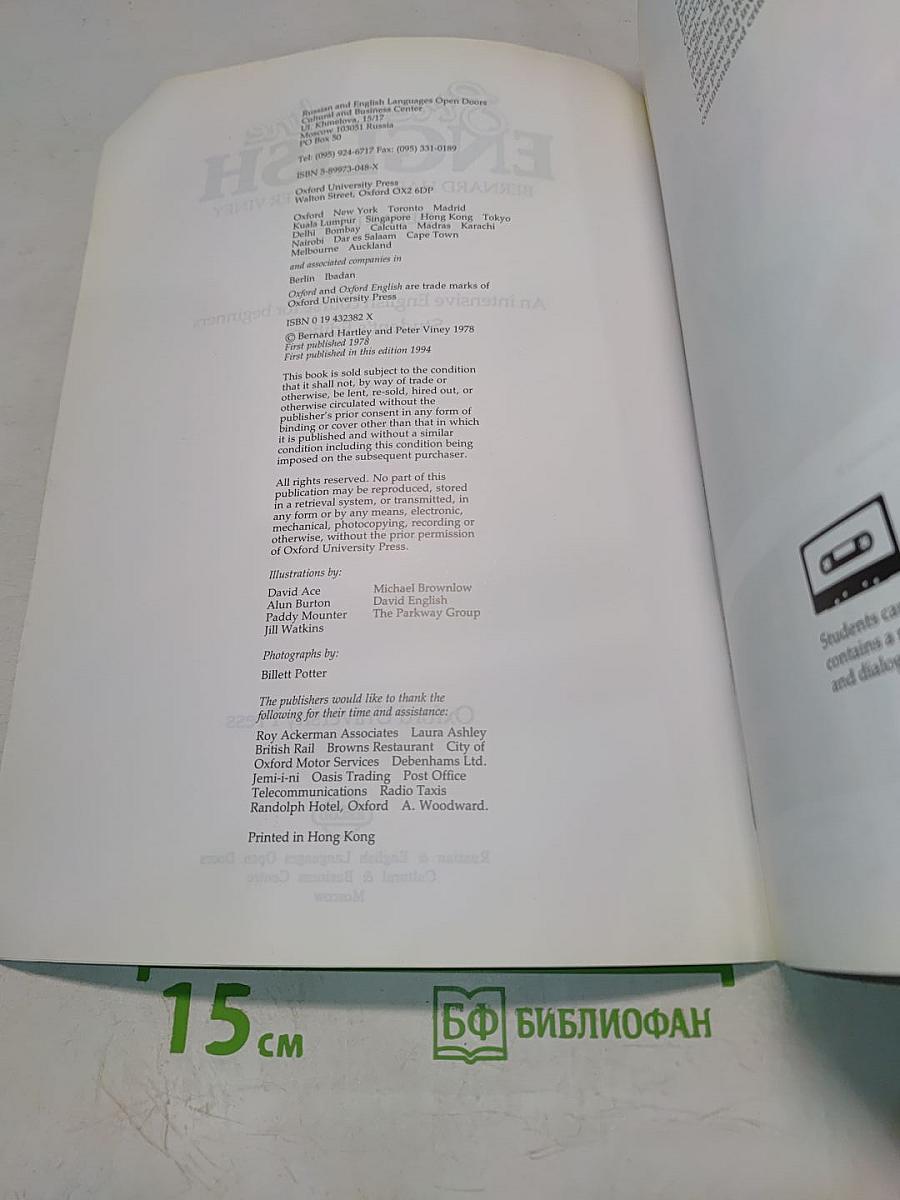 Russian and English Languages Open Doors
Cultural and Business Center
Ul. Khmelova, 15/17
Moscow 103051 Russia
PO Box 50
Tel: (095) 924-6717 Fax: (095) 331-0189
ISBN 5-89973-048-X
Oxford University Press
Walton Street, Oxford OX2 6DP
Oxford New York Toronto Madrid
Kuala Lumpur Singapore Hong Kong Tokyo
Delhi Bombay Calcutta Madras Karachi
Nairobi Dar es Salaam Cape Town
Melbourne Auckland
and associated companies in
Berlin Ibadan
Oxford and Oxford English are trade marks of
Oxford University Press
ISBN 0 19 432382 X
© Bernard Hartley and Peter Viney 1978
First published 1978
First published in this edition 1994
This book is sold subject to the condition
that it shall not, by way of trade or
otherwise, be lent, re-sold, hired out, or
otherwise circulated without the
publisher's prior consent in any form of
binding or cover other than that in which
it is published and without a similar
condition including this condition being
imposed on the subsequent purchaser.
All rights reserved. No part of this
publication may be reproduced, stored
in a retrieval system, or transmitted, in
any form or by any means, electronic,
mechanical, photocopying, recording or
otherwise, without the prior permission
of Oxford University Press.
Illustrations by:
David Ace Michael Brownlow
Alun Burton David English
Paddy Mounter The Parkway Group
Jill Watkins
Photographs by:
Billett Potter
The publishers would like to thank the
following for their time and assistance:
Roy Ackerman Associates Laura Ashley
British Rail Browns Restaurant City of
Oxford Motor Services Debenhams Ltd.
Jemi-i-ni Oasis Trading Post Office
Telecommunications Radio Taxis
Randolph Hotel, Oxford A. Woodward.
Printed in Hong Kong
Students
contains a
and
15 см
БФ БИБЛИОФАН